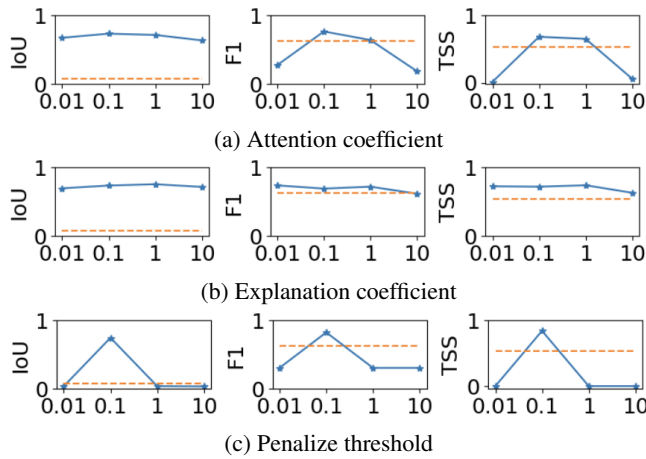 1 1 1
IoU F1 TSS
0 0 0
0.01 0.1 1 10 0.01 0.1 1 10 0.01 0.1 1 10
(a) Attention coefficient
1 1 1
IoU F1 TSS
0 0 0
0.01 0.1 1 10 0.01 0.1 1 10 0.01 0.1 1 10
(b) Explanation coefficient
1 1 1
IoU F1 TSS
0 0 0
0.01 0.1 1 10 0.01 0.1 1 10 0.01 0.1 1 10
(c) Penalize threshold